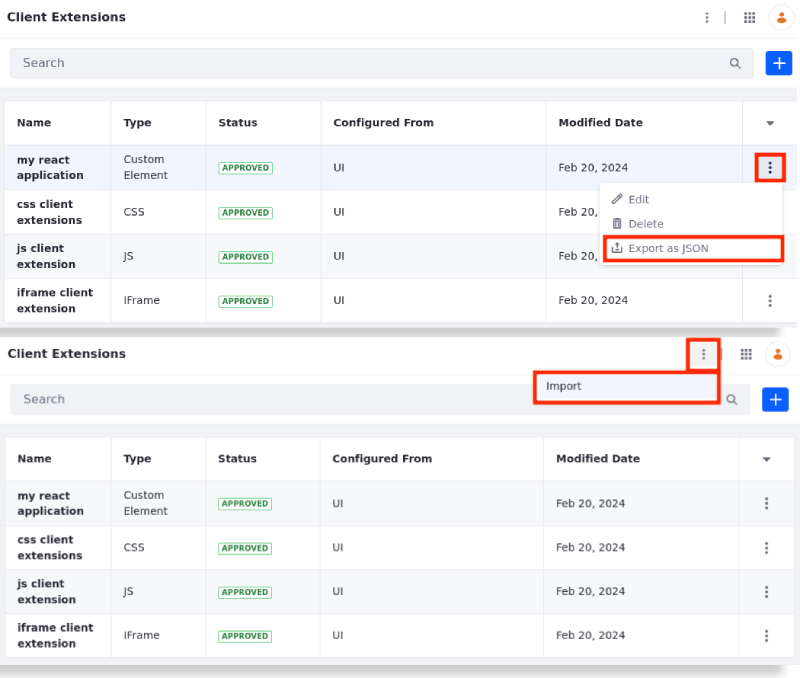 Client Extensions
Search
Name Type Status Configured From Modified Date
my react application Custom Element APPROVED UI Feb 20, 2024
Edit
Delete
Export as JSON
css client extensions CSS APPROVED UI Feb 20,
js client extension JS APPROVED UI Feb 20,
iframe client extension IFrame APPROVED UI Feb 20, 2024
Client Extensions
Import
Search
Name Type Status Configured From Modified Date
my react application Custom Element APPROVED UI Feb 20, 2024
css client extensions CSS APPROVED UI Feb 20, 2024
js client extension JS APPROVED UI Feb 20, 2024
iframe client extension IFrame APPROVED UI Feb 20, 2024